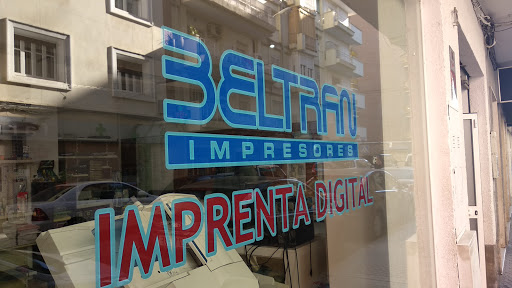 BELTRAN
IMPRESORES
IMPRENTA DIGITAL